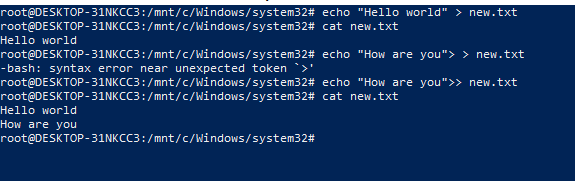 root@DESKTOP-31NKCC3:/mnt/c/Windows/system32# echo "Hello world" > new.txt
root@DESKTOP-31NKCC3:/mnt/c/Windows/system32# cat new.txt
Hello world
root@DESKTOP-31NKCC3:/mnt/c/Windows/system32# echo "How are you"> > new.txt
-bash: syntax error near unexpected token `>'
root@DESKTOP-31NKCC3:/mnt/c/Windows/system32# echo "How are you">> new.txt
root@DESKTOP-31NKCC3:/mnt/c/Windows/system32# cat new.txt
Hello world
How are you
root@DESKTOP-31NKCC3:/mnt/c/Windows/system32#